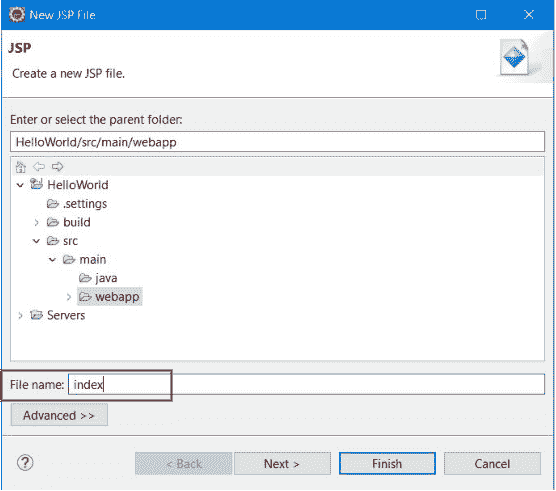 New JSP File
JSP
Create a new JSP file.
Enter or select the parent folder:
HelloWorld/src/main/webapp
HelloWorld
.settings
build
src
main
java
webapp
Servers
File name: index
Advanced >>
? < Back Next > Finish Cancel